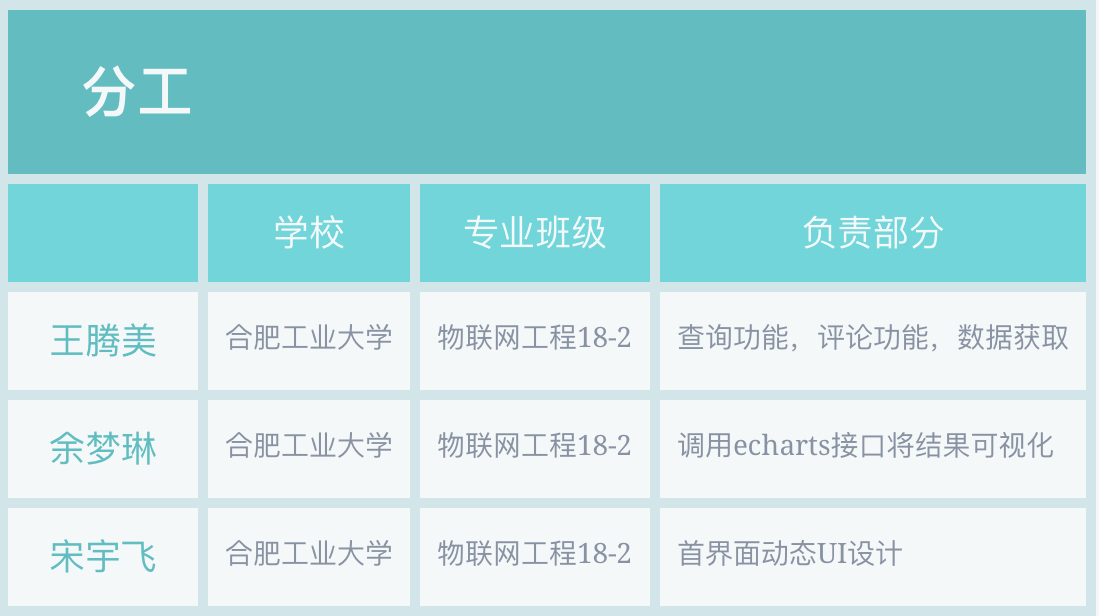 分工
学校 专业班级 负责部分
王腾美 合肥工业大学 物联网工程18-2 查询功能，评论功能，数据获取
余梦琳 合肥工业大学 物联网工程18-2 调用echarts接口将结果可视化
宋宇飞 合肥工业大学 物联网工程18-2 首界面动态UI设计